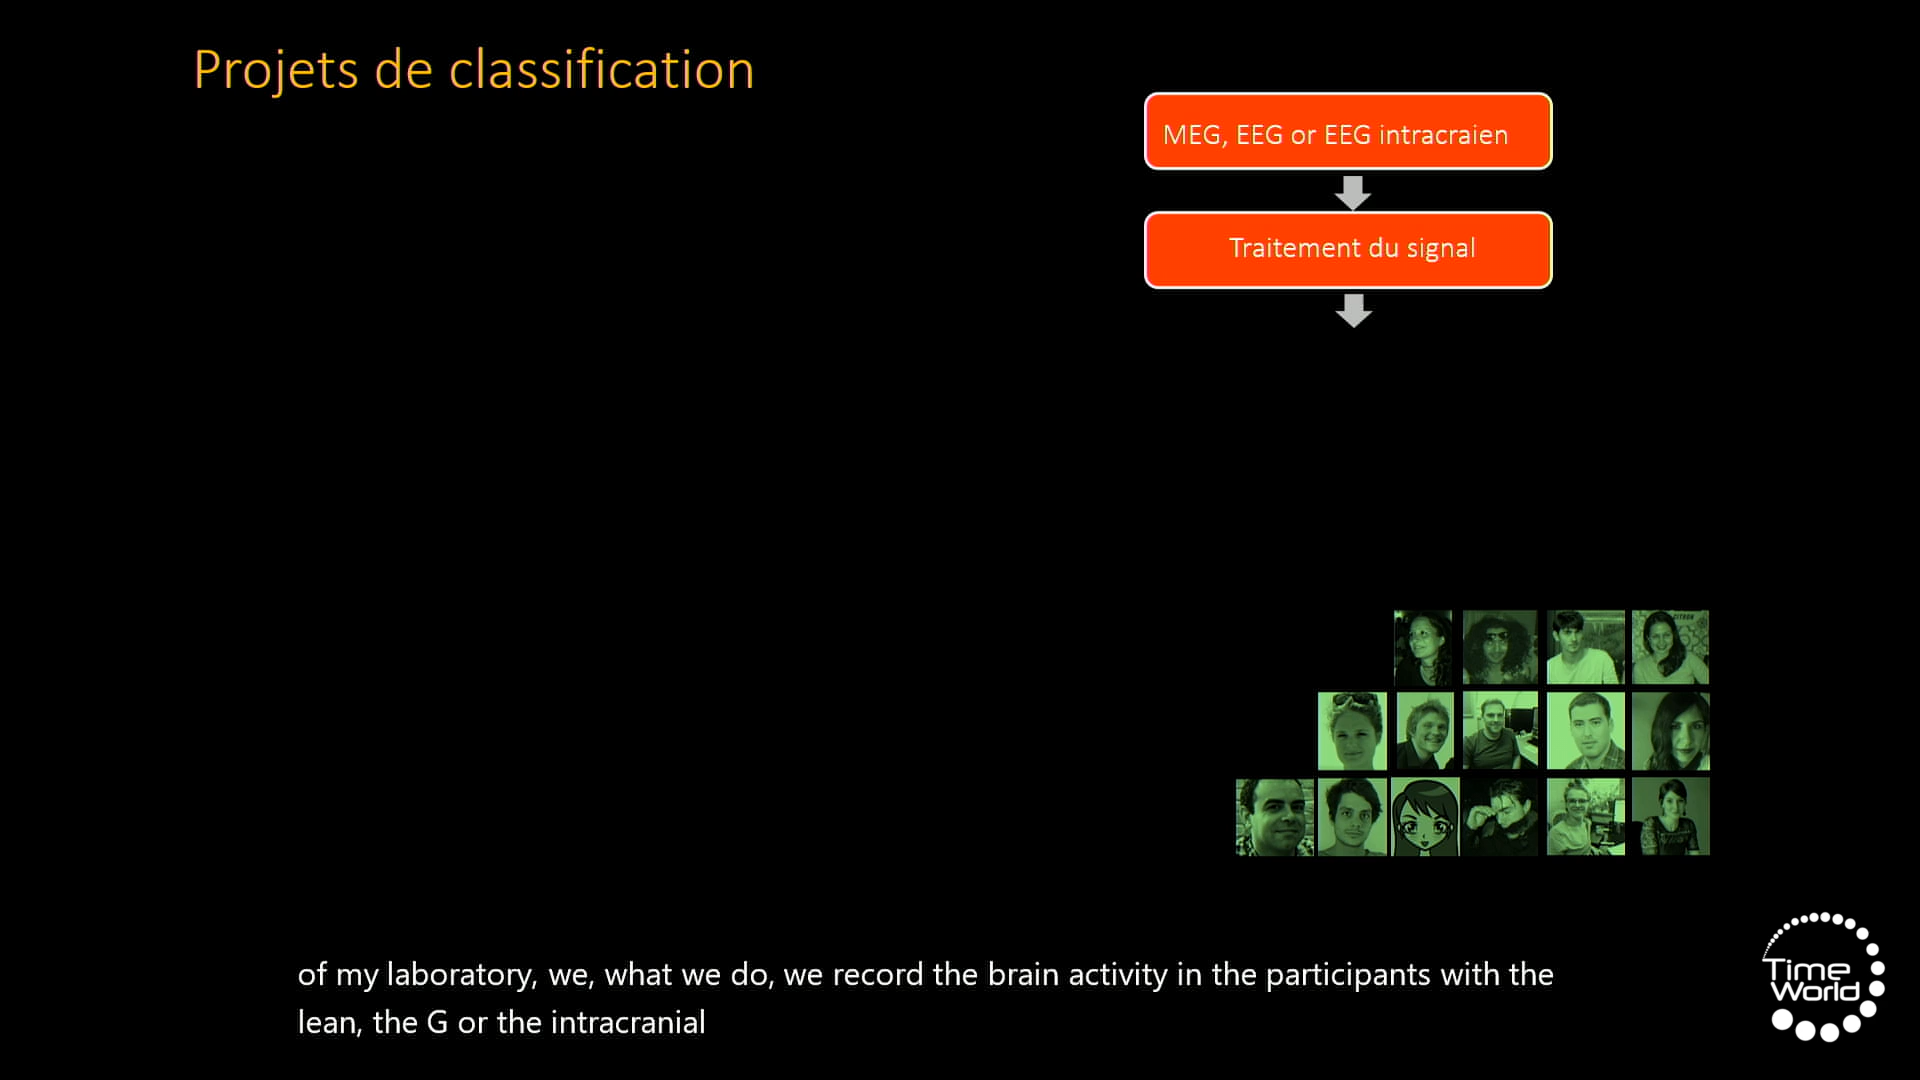 Projets de classification
MEG, EEG or EEG intracraien
Traitement du signal
of my laboratory, we, what we do, we record the brain activity in the participants with the
lean, the G or the intracranial
Time
World